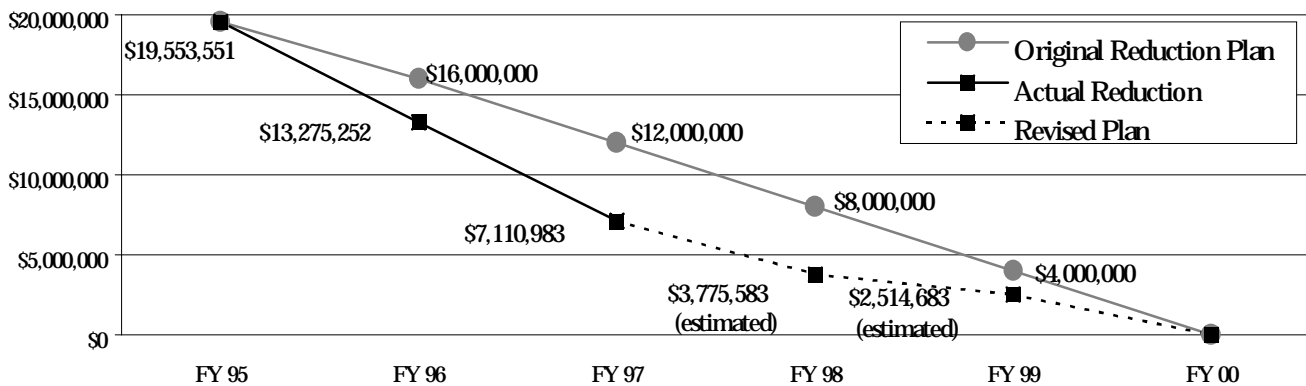 $20,000,000
$19,553,551
$16,000,000
Original Reduction Plan
Actual Reduction
Revised Plan
$15,000,000
$13,275,252
$12,000,000
$10,000,000
$8,000,000
$7,110,983
$5,000,000
$4,000,000
$3,775,583
(estimated)
$2,514,683
(estimated)
$0
FY 95
FY 96
FY 97
FY 98
FY 99
FY 00